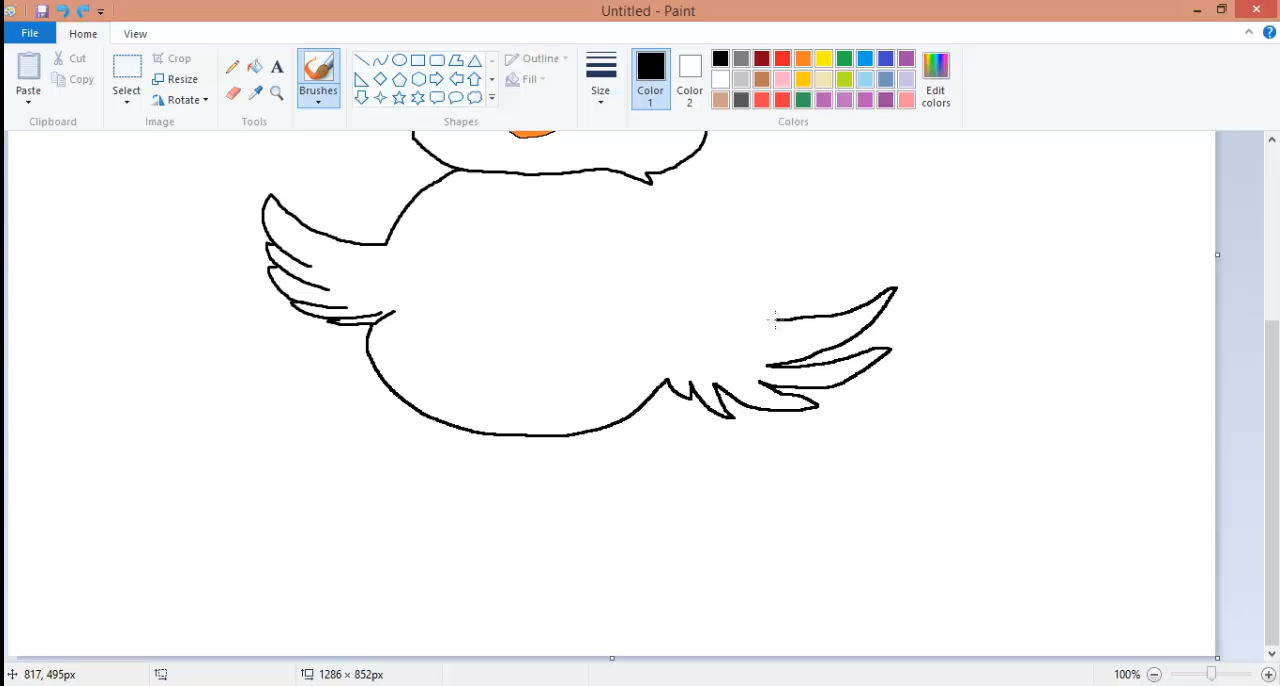 Untitled - Paint
File Home View
Paste
Cut
Copy
Clipboard
Select
Crop
Resize
Rotate
Image
A
Tools
Brushes
Outline
Fill
Shapes
Size
Color 1
Color 2
Edit colors
Colors
817, 495px
1286 × 852px
100%